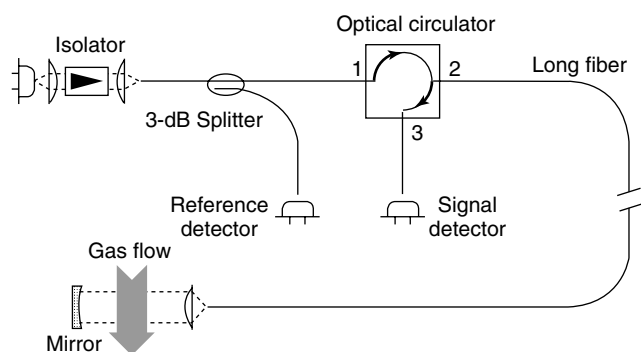 Optical circulator
Isolator
1
2
Long fiber
3-dB Splitter
3
Reference
detector
Signal
detector
Gas flow
Mirror